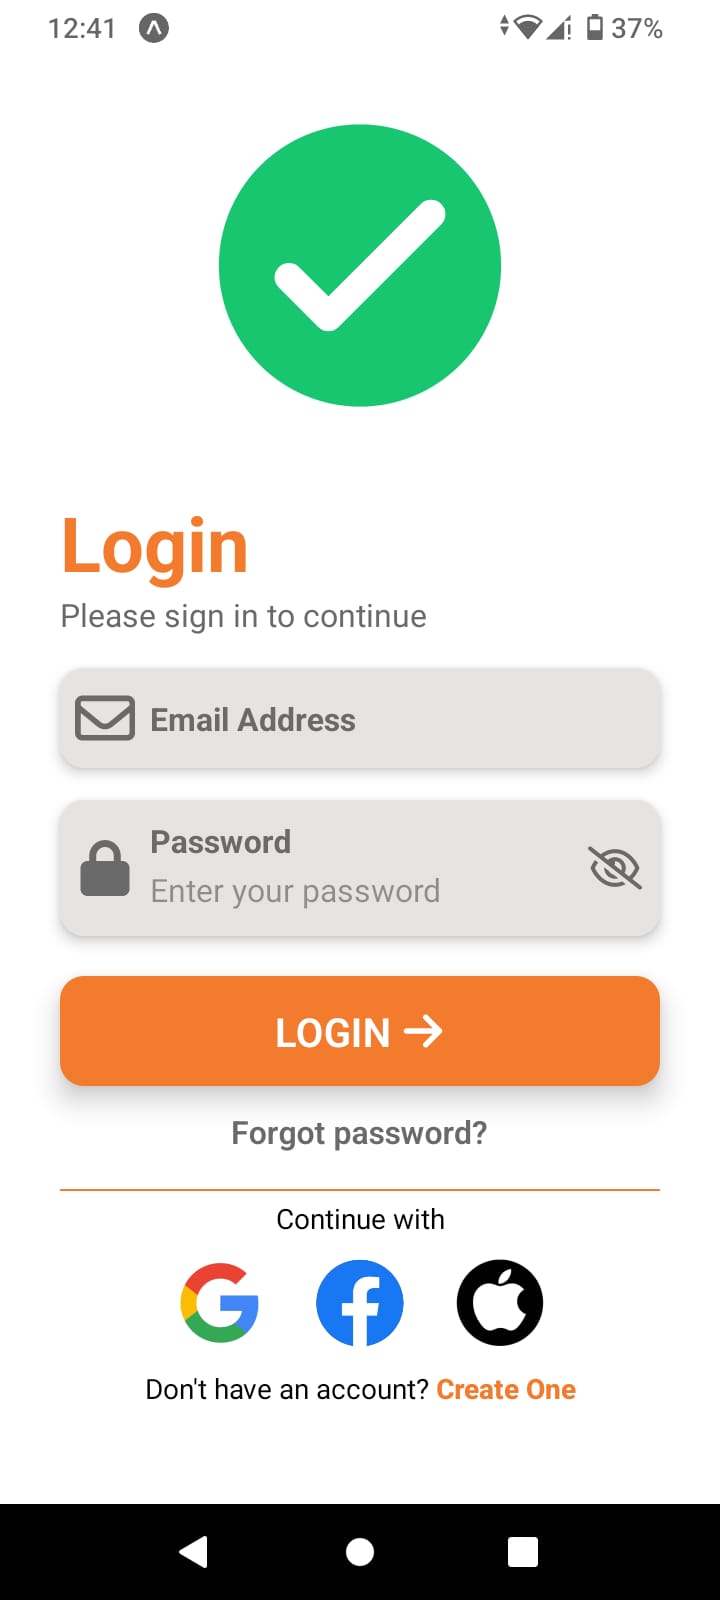 12:41 37%
Login
Please sign in to continue
Email Address
Password
Enter your password
LOGIN
Forgot password?
Continue with
Don't have an account? Create One